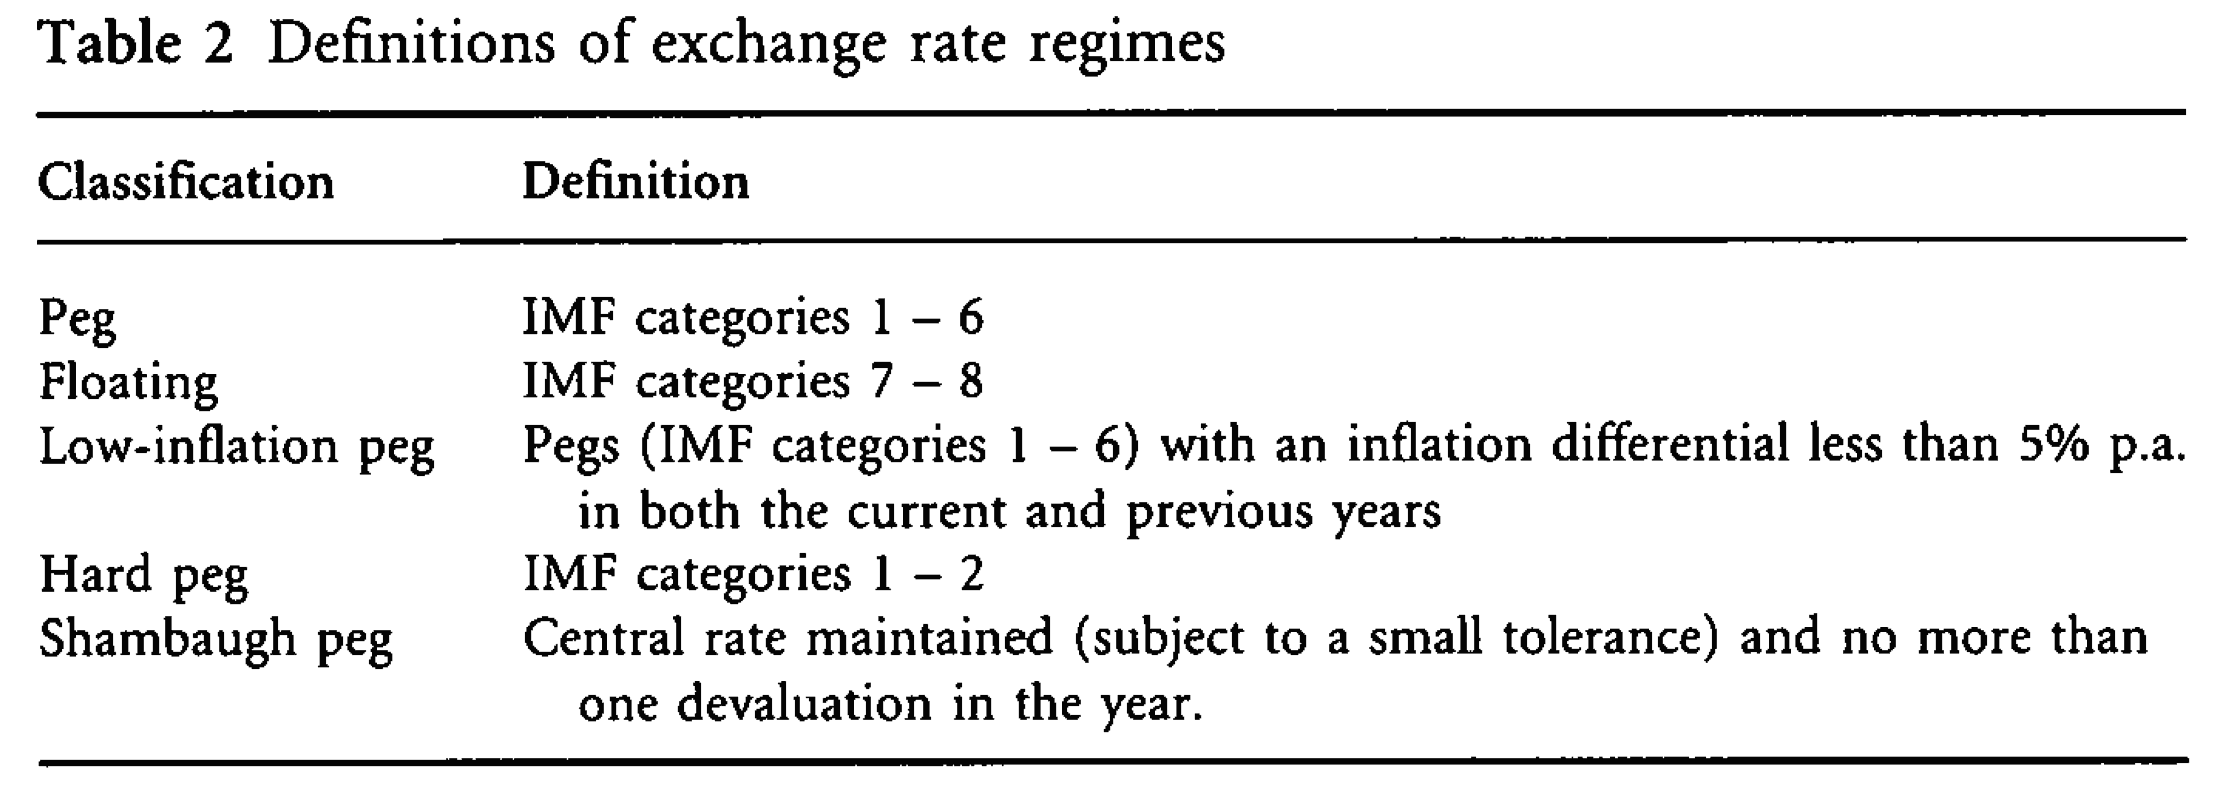 Table 2 Definitions of exchange rate regimes
Classification Definition
Peg IMF categories 1 – 6
Floating IMF categories 7 – 8
Low-inflation peg Pegs (IMF categories 1 – 6) with an inflation differential less than 5% p.a.
in both the current and previous years
Hard peg IMF categories 1 – 2
Shambaugh peg Central rate maintained (subject to a small tolerance) and no more than
one devaluation in the year.